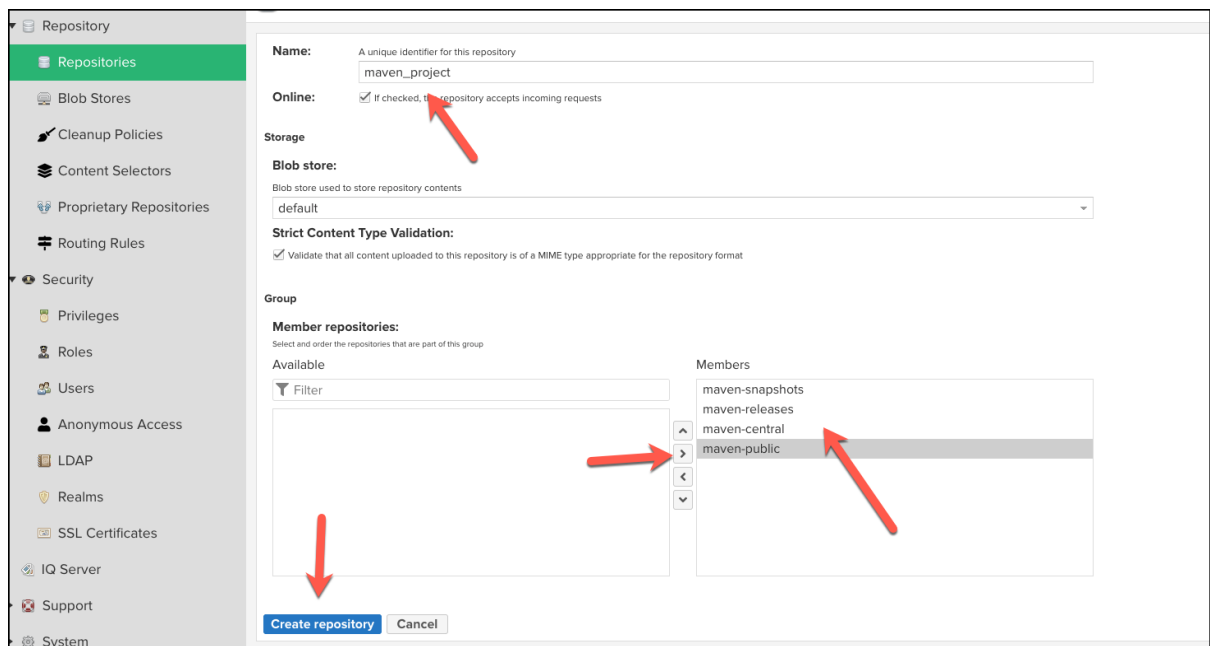 Repository
Repositories
Blob Stores
Cleanup Policies
Content Selectors
Proprietary Repositories
Routing Rules
Security
Privileges
Roles
Users
Anonymous Access
LDAP
Realms
SSL Certificates
IQ Server
Support
System
Name: A unique identifier for this repository
maven_project
Online: If checked, repository accepts incoming requests
Storage
Blob store:
Blob store used to store repository contents
default
Strict Content Type Validation:
Validate that all content uploaded to this repository is of a MIME type appropriate for the repository format
Group
Member repositories:
Select and order the repositories that are part of this group
Available
Filter
Members
maven-snapshots
maven-releases
maven-central
maven-public
Create repository Cancel